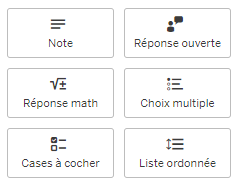 Note
Réponse ouverte
Réponse math
Choix multiple
Cases à cocher
Liste ordonnée